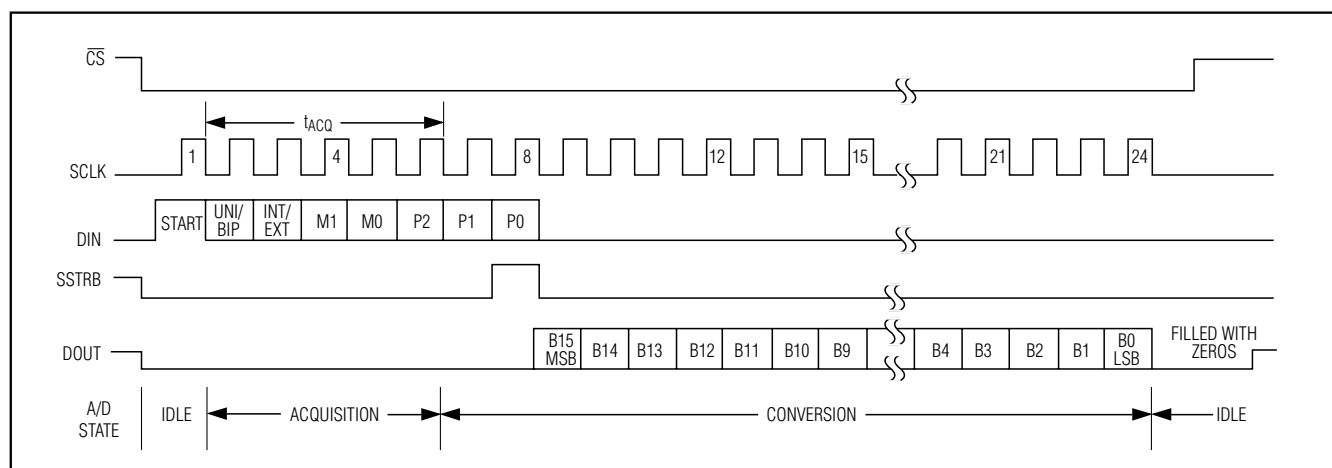 CS
tACQ
SCLK 1 4 8 12 15 21 24
DIN START UNI/BIP INT/EXT M1 M0 P2 P1 P0
SSTRB
DOUT B15 MSB B14 B13 B12 B11 B10 B9 B4 B3 B2 B1 B0 LSB FILLED WITH ZEROS
A/D STATE IDLE ACQUISITION CONVERSION IDLE